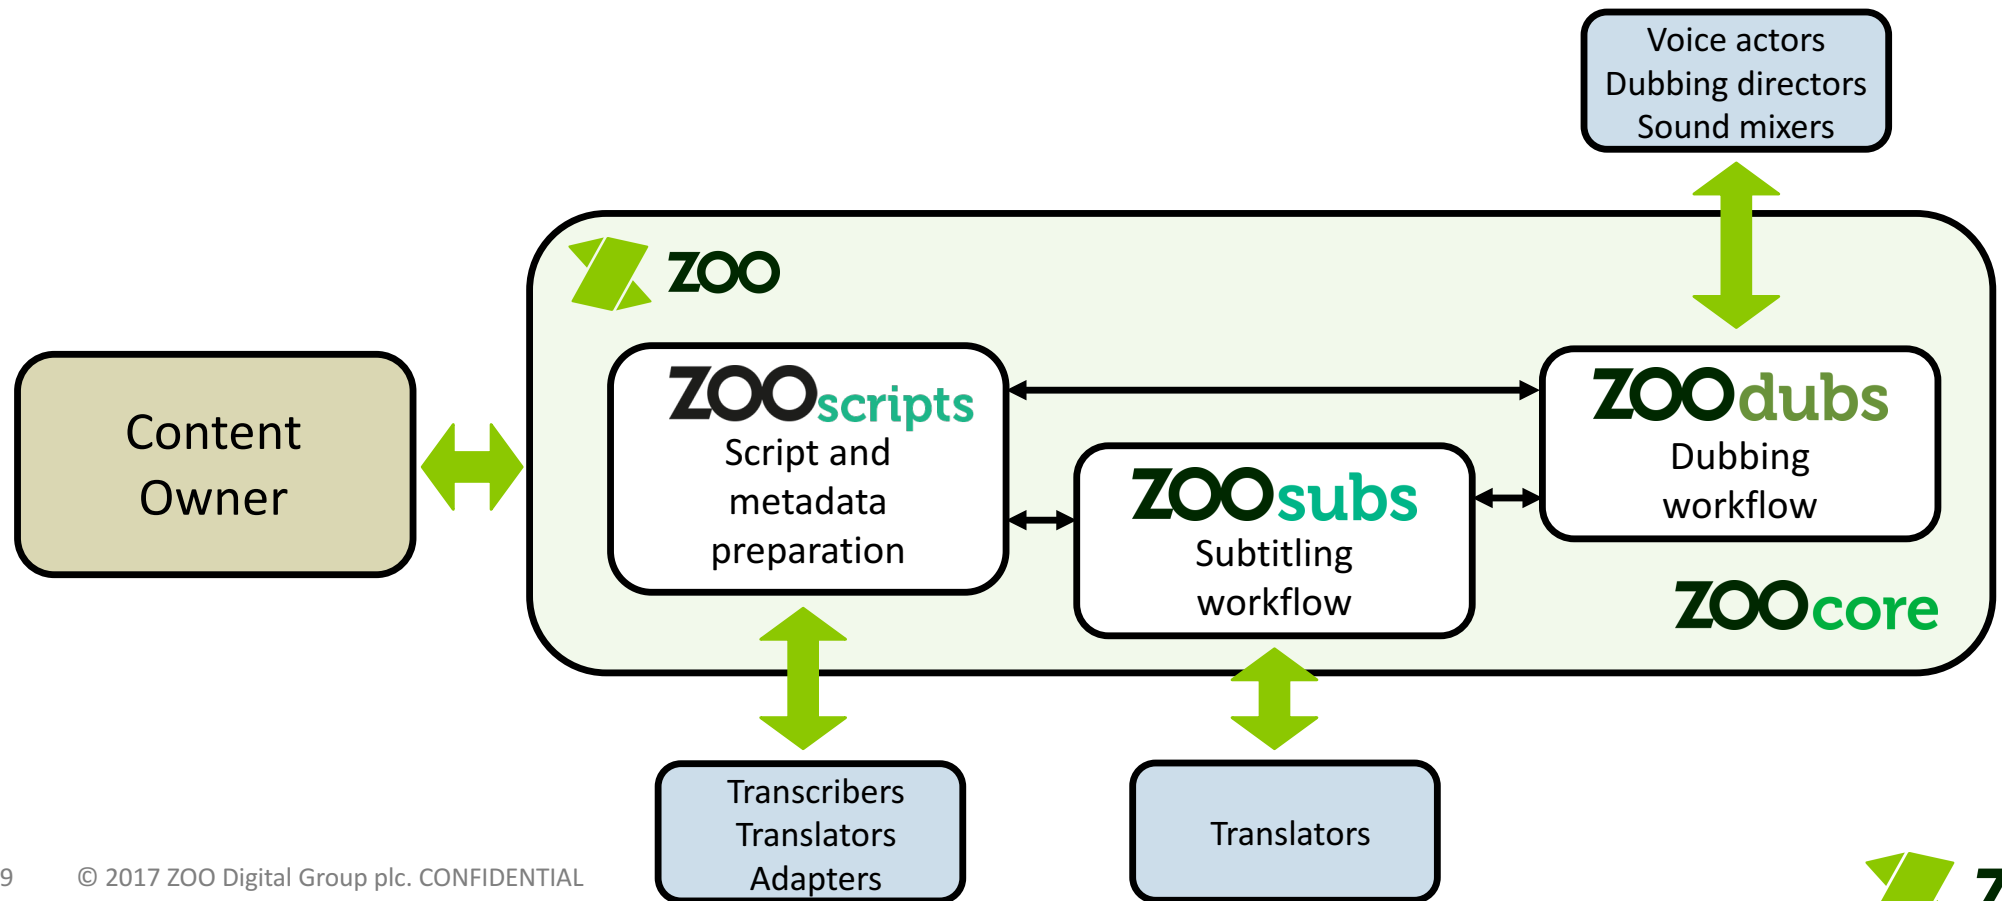 Voice actors
Dubbing directors
Sound mixers
ZOO
Content
Owner
ZOOscripts
Script and
metadata
preparation
ZOOsubs
Subtitling
workflow
ZOOdubs
Dubbing
workflow
ZOOcore
Transcribers
Translators
Adapters
Translators
9 © 2017 ZOO Digital Group plc. CONFIDENTIAL